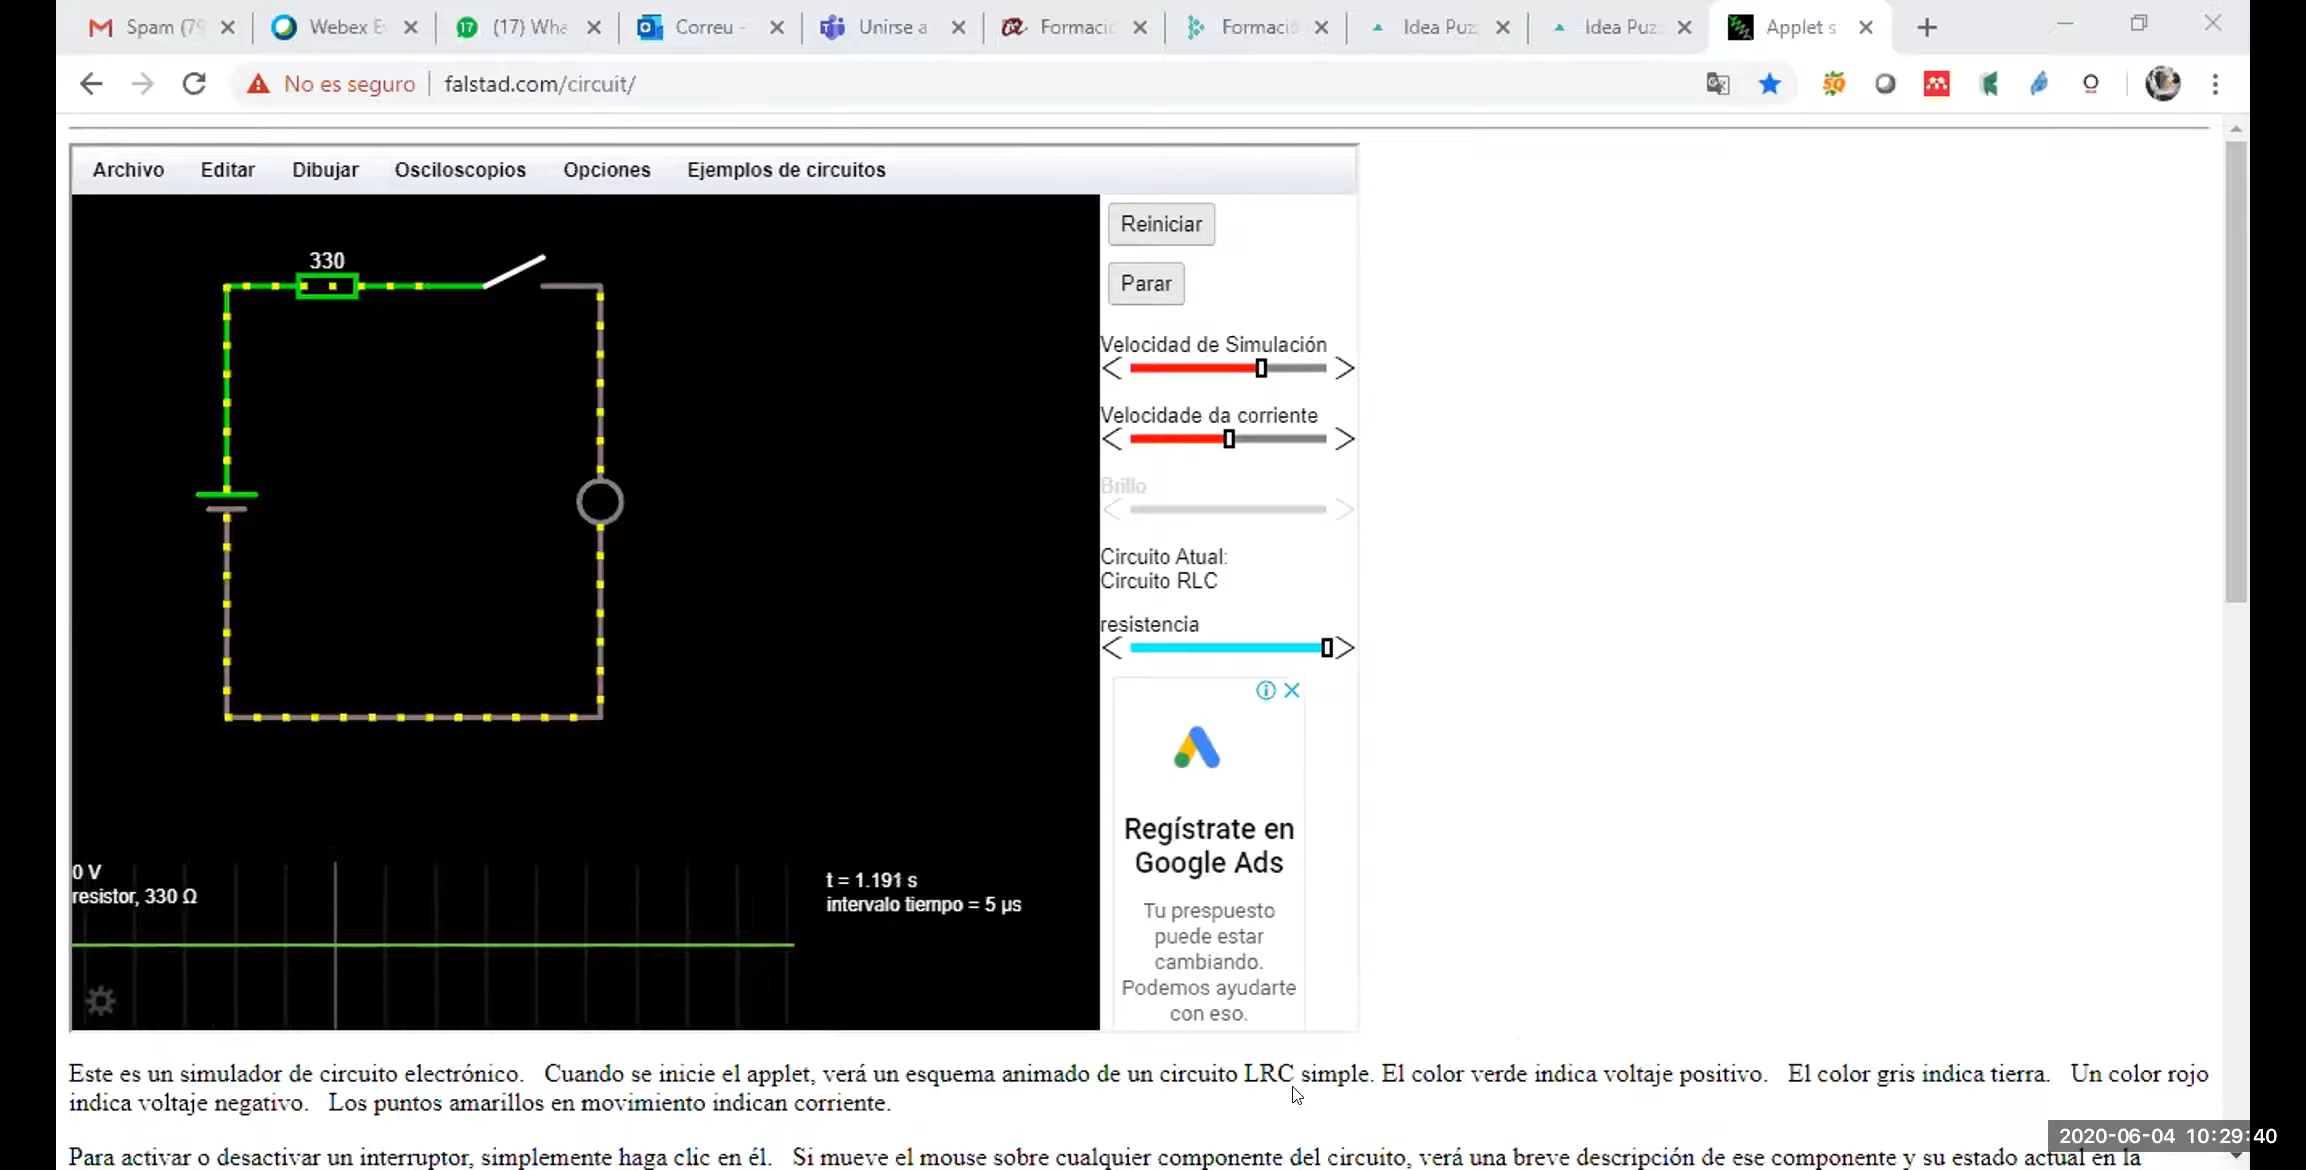 Spam (79
Webex E
17
(17) Wha
Correu -
Unirse a
Formació
Formació
Idea Puz
Idea Puz
Applet s
No es seguro
falstad.com/circuit/
Archivo
Editar
Dibujar
Osciloscopios
Opciones
Ejemplos de circuitos
330
Reiniciar
Parar
Velocidad de Simulación
Velocidade da corriente
Brillo
Circuito Atual:
Circuito RLC
resistencia
Regístrate en
Google Ads
Tu prespuesto
puede estar
cambiando.
Podemos ayudarte
con eso.
0 V
resistor, 330 Ω
t = 1.191 s
intervalo tiempo = 5 µs
Este es un simulador de circuito electrónico. Cuando se inicie el applet, verá un esquema animado de un circuito LRC simple. El color verde indica voltaje positivo. El color gris indica tierra. Un color rojo
indica voltaje negativo. Los puntos amarillos en movimiento indican corriente.
Para activar o desactivar un interruptor, simplemente haga clic en él. Si mueve el mouse sobre cualquier componente del circuito, verá una breve descripción de ese componente y su estado actual en la
2020-06-04 10:29:40